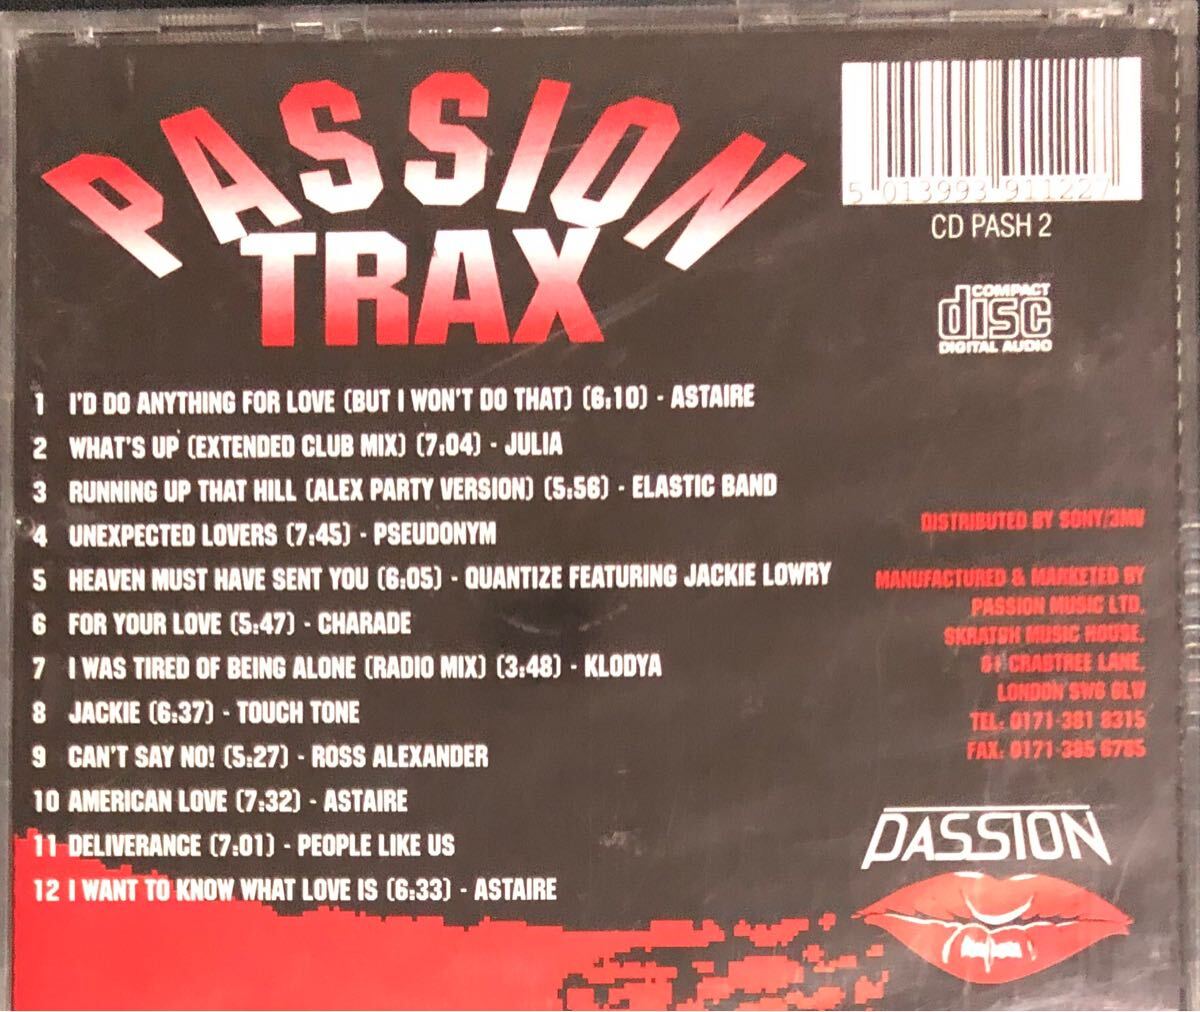 PASSION
TRAX
5 013993 911227
CD PASH 2
COMPACT
disc
DIGITAL AUDIO
1 I'D DO ANYTHING FOR LOVE (BUT I WON'T DO THAT) (6:10) - ASTAIRE
2 WHAT'S UP (EXTENDED CLUB MIX) (7:04) - JULIA
3 RUNNING UP THAT HILL (ALEX PARTY VERSION) (5:56) - ELASTIC BAND
4 UNEXPECTED LOVERS (7:45) - PSEUDONYM
5 HEAVEN MUST HAVE SENT YOU (6:05) - QUANTIZE FEATURING JACKIE LOWRY
6 FOR YOUR LOVE (5:47) - CHARADE
7 I WAS TIRED OF BEING ALONE (RADIO MIX) (3:48) - KLODYA
8 JACKIE (6:37) - TOUCH TONE
9 CAN'T SAY NO! (5:27) - ROSS ALEXANDER
10 AMERICAN LOVE (7:32) - ASTAIRE
11 DELIVERANCE (7:01) - PEOPLE LIKE US
12 I WANT TO KNOW WHAT LOVE IS (6:33) - ASTAIRE
DISTRIBUTED BY SONY/3MV
MANUFACTURED & MARKETED BY
PASSION MUSIC LTD.
SKRATCH MUSIC HOUSE,
81 CRABTREE LANE,
LONDON SW6 6LW
TEL: 0171-381 8315
FAX: 0171-385 6785
PASSION